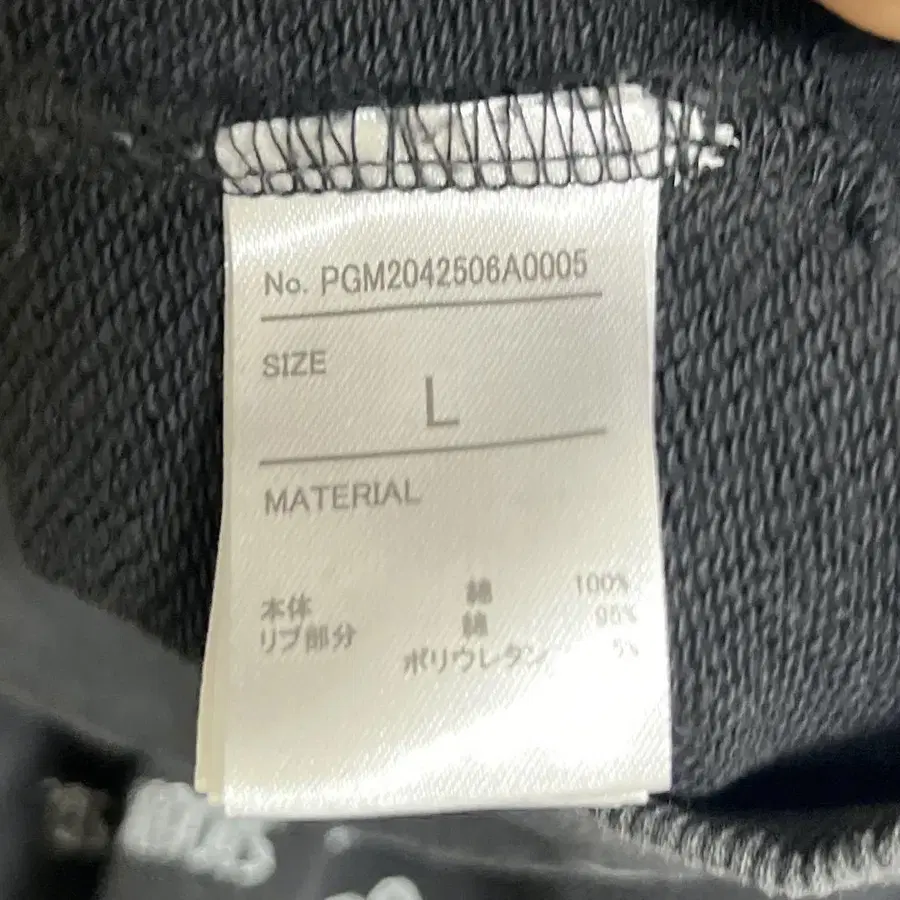 No. PGM2042506A0005
SIZE
L
MATERIAL
本体 綿 100%
リブ部分 綿 95%
ポリウレタン 5%